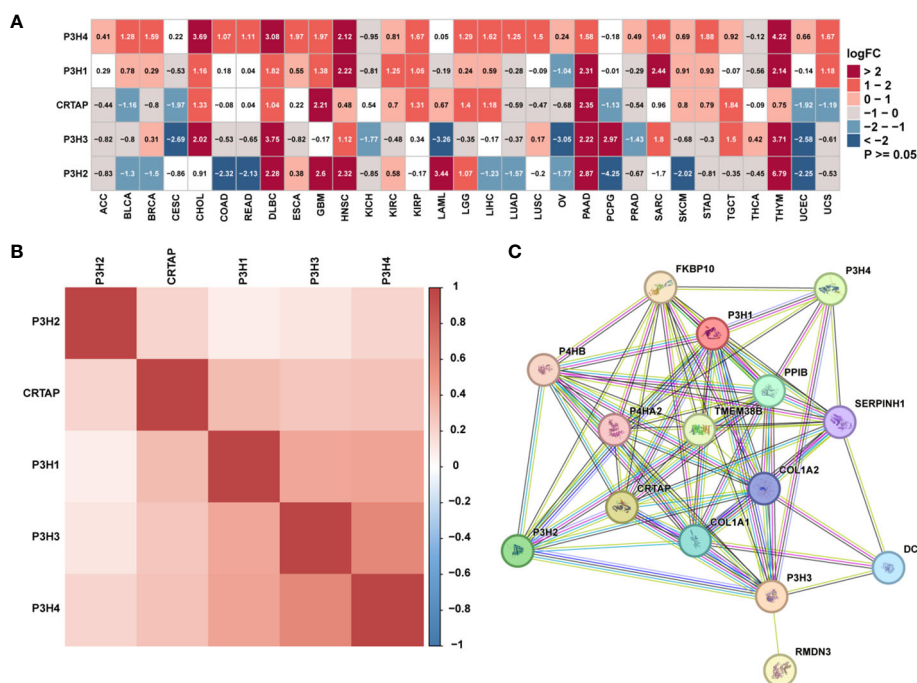 A
P3H4 0.41 1.28 1.59 0.22 3.69 1.07 1.11 3.08 1.97 1.97 2.12 −0.95 0.81 1.67 0.05 1.29 1.62 1.25 1.5 0.24 1.58 −0.18 0.49 1.49 0.5 1.88 0.92 −0.12 4.22 0.66 1.67
P3H1 0.29 0.78 0.29 −0.53 1.16 0.18 0.04 1.82 0.55 1.38 2.22 −0.81 1.25 1.05 −0.19 0.24 0.59 −0.28 −0.09 −1.04 2.31 −0.01 −0.29 2.44 0.91 0.93 −0.07 −0.56 2.14 −0.15 1.18
CRTAP −0.44 −1.16 −0.8 −1.97 1.33 −0.08 0.04 1.04 0.22 2.21 0.48 0.54 0.7 1.31 0.67 1.4 1.18 −0.59 −0.47 −0.68 2.35 −1.13 −0.54 0.96 0.8 0.79 1.84 −0.09 0.75 −1.92 −1.19
P3H3 −0.82 −0.8 0.31 −2.69 2.02 −0.53 −0.65 3.75 −0.82 −0.17 1.12 −1.77 −0.48 0.34 −3.26 −0.91 −0.35 −0.28 0.17 −3.05 2.22 2.97 −1.43 1.8 −0.68 −0.3 1.5 0.42 3.71 −2.58 −0.61
P3H2 −0.83 −1.3 −1.5 −0.86 0.91 −2.32 −2.13 2.28 0.38 2.6 2.32 −0.85 0.58 −0.17 3.44 1.07 −1.23 −1.57 −0.2 −1.77 2.87 −4.25 −0.67 −1.7 −2.02 −0.81 −0.35 −0.45 6.79 −2.25 −0.53
ACC BLCA BRCA CESC CHOL COAD READ DLBC ESCA GBM HNSC KICH KIRC KIRP LAML LGG LIHC LUAD LUSC OV PAAD PCPG PRAD SARC SKCM STAD TGCT THCA THYM UCEC UCS
logFC
> 2
1 − 2
0 − 1
−1 − 0
−2 − −1
< −2
P >= 0.05
B
P3H2 CRTAP P3H1 P3H3 P3H4
P3H2
CRTAP
P3H1
P3H3
P3H4
1
0.8
0.6
0.4
0.2
0
−0.2
−0.4
−0.6
−0.8
−1
C
FKBP10
P3H4
P3H1
P4HB
PPIB
P4HA2
TMEM38B
SERPINH1
COL1A2
CRTAP
COL1A1
P3H2
DC
P3H3
RMDN3